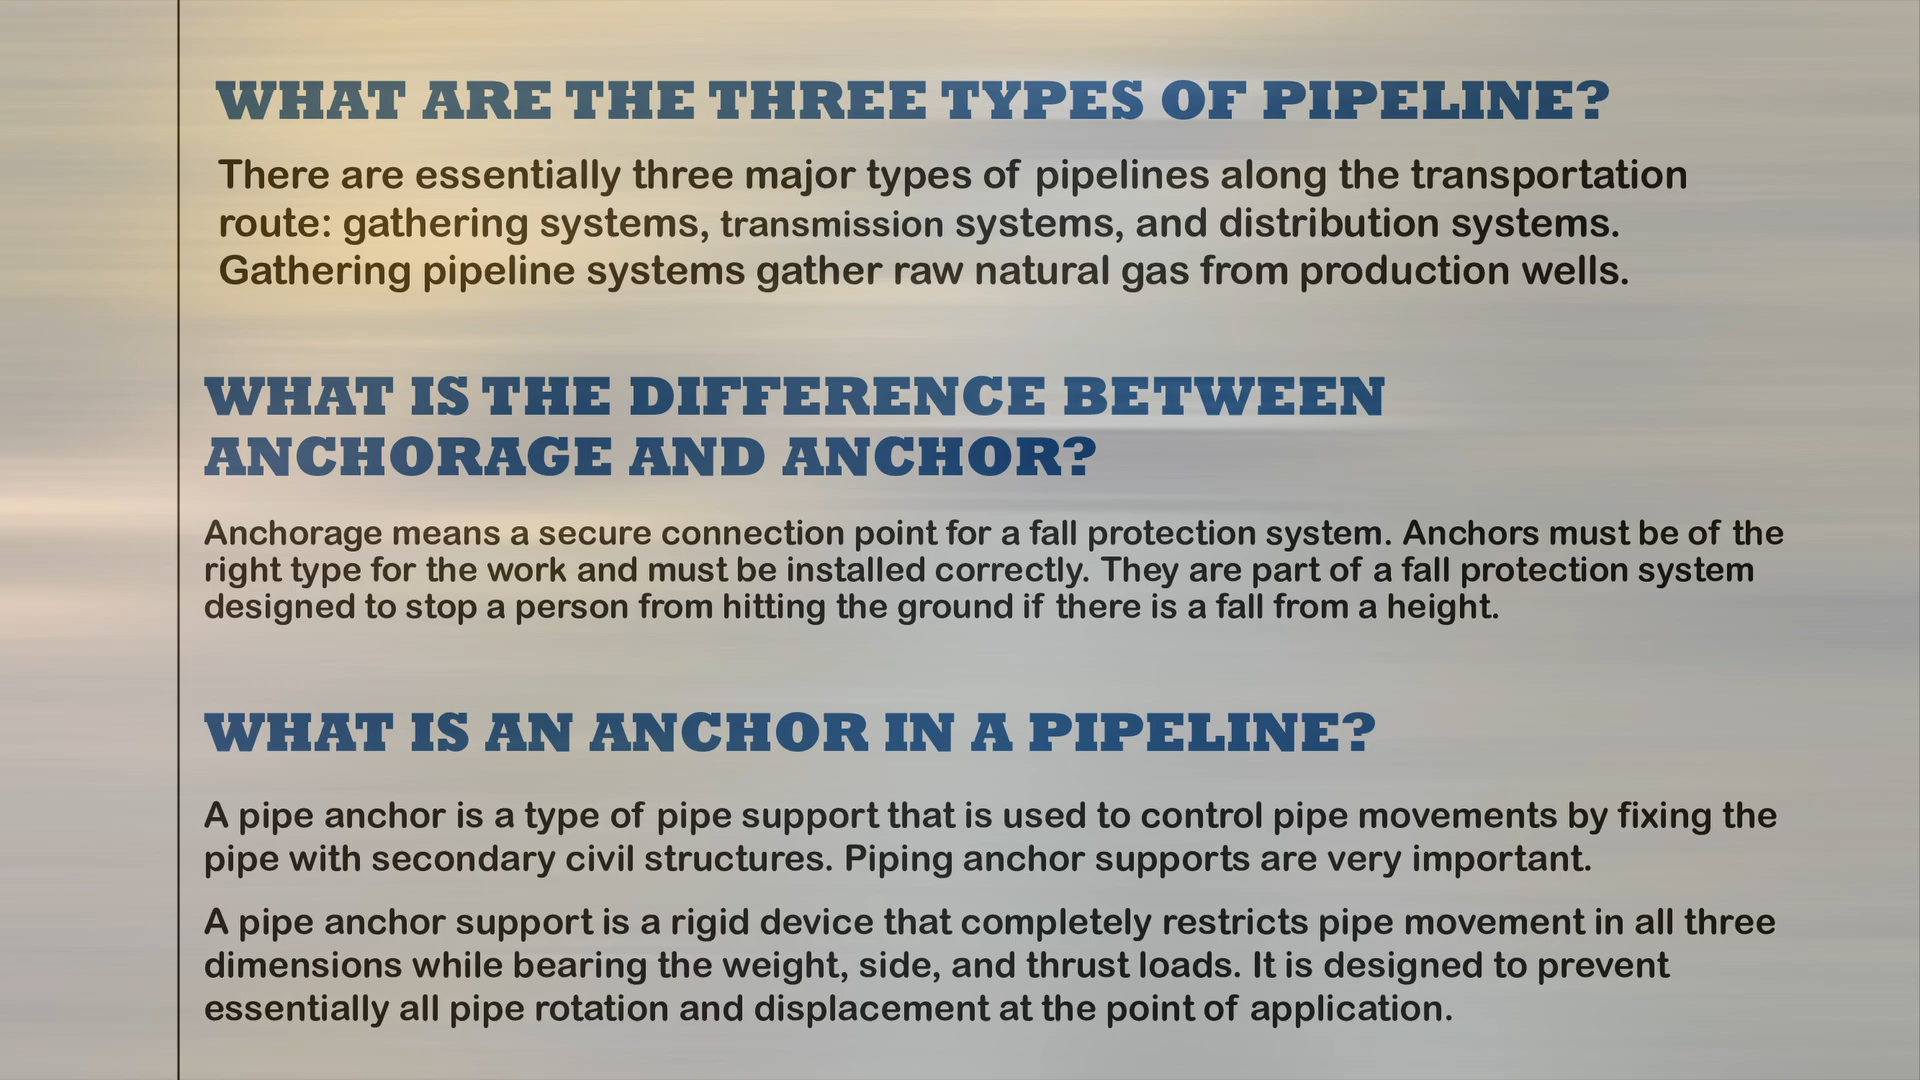 WHAT ARE THE THREE TYPES OF PIPELINE?
There are essentially three major types of pipelines along the transportation
route: gathering systems, transmission systems, and distribution systems.
Gathering pipeline systems gather raw natural gas from production wells.
WHAT IS THE DIFFERENCE BETWEEN
ANCHORAGE AND ANCHOR?
Anchorage means a secure connection point for a fall protection system. Anchors must be of the
right type for the work and must be installed correctly. They are part of a fall protection system
designed to stop a person from hitting the ground if there is a fall from a height.
WHAT IS AN ANCHOR IN A PIPELINE?
A pipe anchor is a type of pipe support that is used to control pipe movements by fixing the
pipe with secondary civil structures. Piping anchor supports are very important.
A pipe anchor support is a rigid device that completely restricts pipe movement in all three
dimensions while bearing the weight, side, and thrust loads. It is designed to prevent
essentially all pipe rotation and displacement at the point of application.